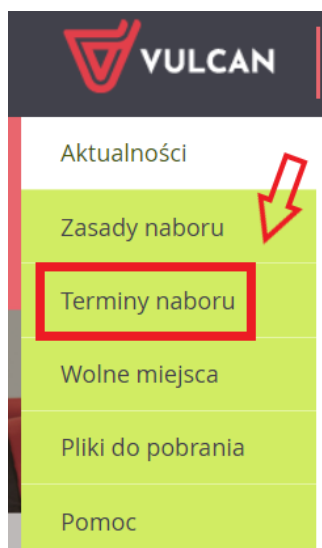 VULCAN
Aktualności
Zasady naboru
Terminy naboru
Wolne miejsca
Pliki do pobrania
Pomoc